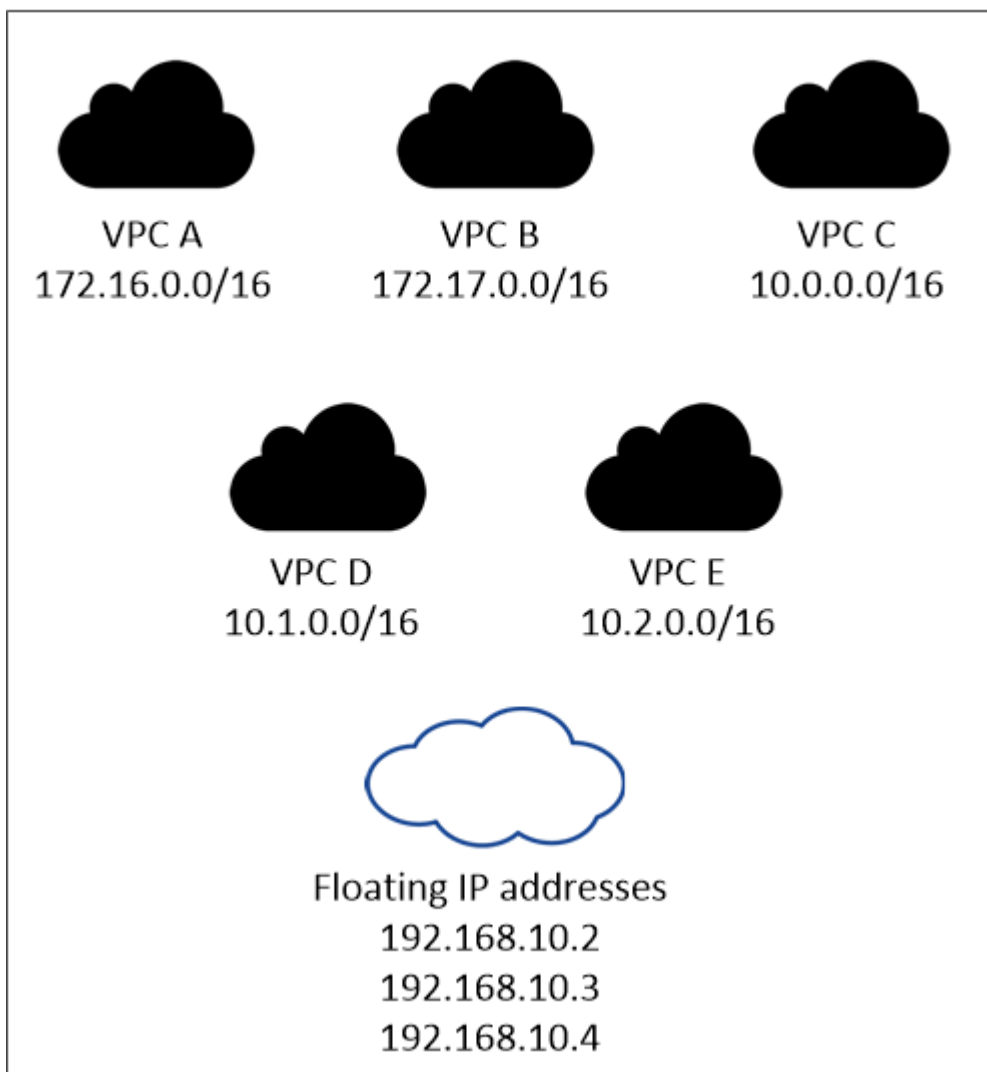 VPC A
172.16.0.0/16
VPC B
172.17.0.0/16
VPC C
10.0.0.0/16
VPC D
10.1.0.0/16
VPC E
10.2.0.0/16
Floating IP addresses
192.168.10.2
192.168.10.3
192.168.10.4